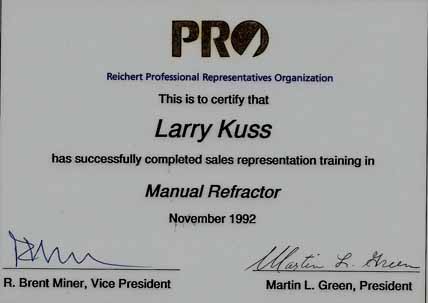 PRO
Reichert Professional Representatives Organization
This is to certify that
Larry Kuss
has successfully completed sales representation training in
Manual Refractor
November 1992
Martin L. Green
R. Brent Miner, Vice President
Martin L. Green, President